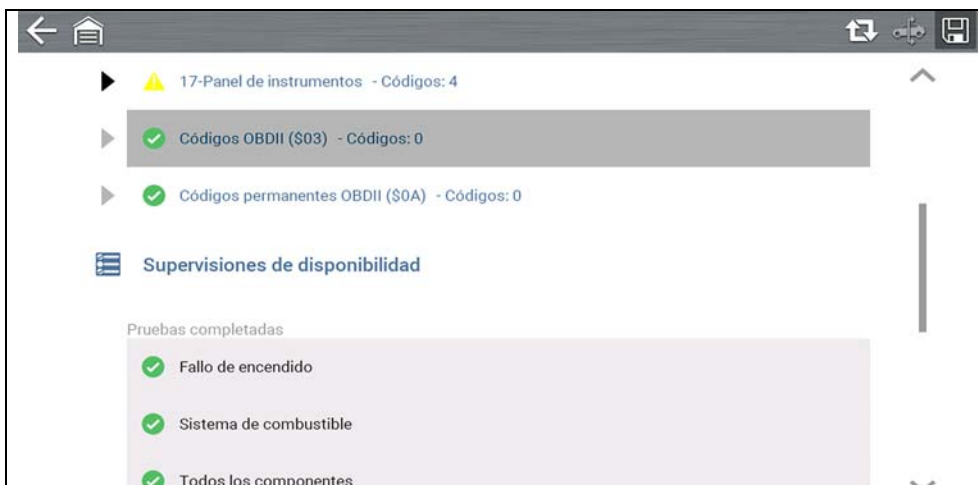 17-Panel de instrumentos - Códigos: 4
Códigos OBDII ($03) - Códigos: 0
Códigos permanentes OBDII ($0A) - Códigos: 0
Supervisiones de disponibilidad
Pruebas completadas
Fallo de encendido
Sistema de combustible
Todos los componentes